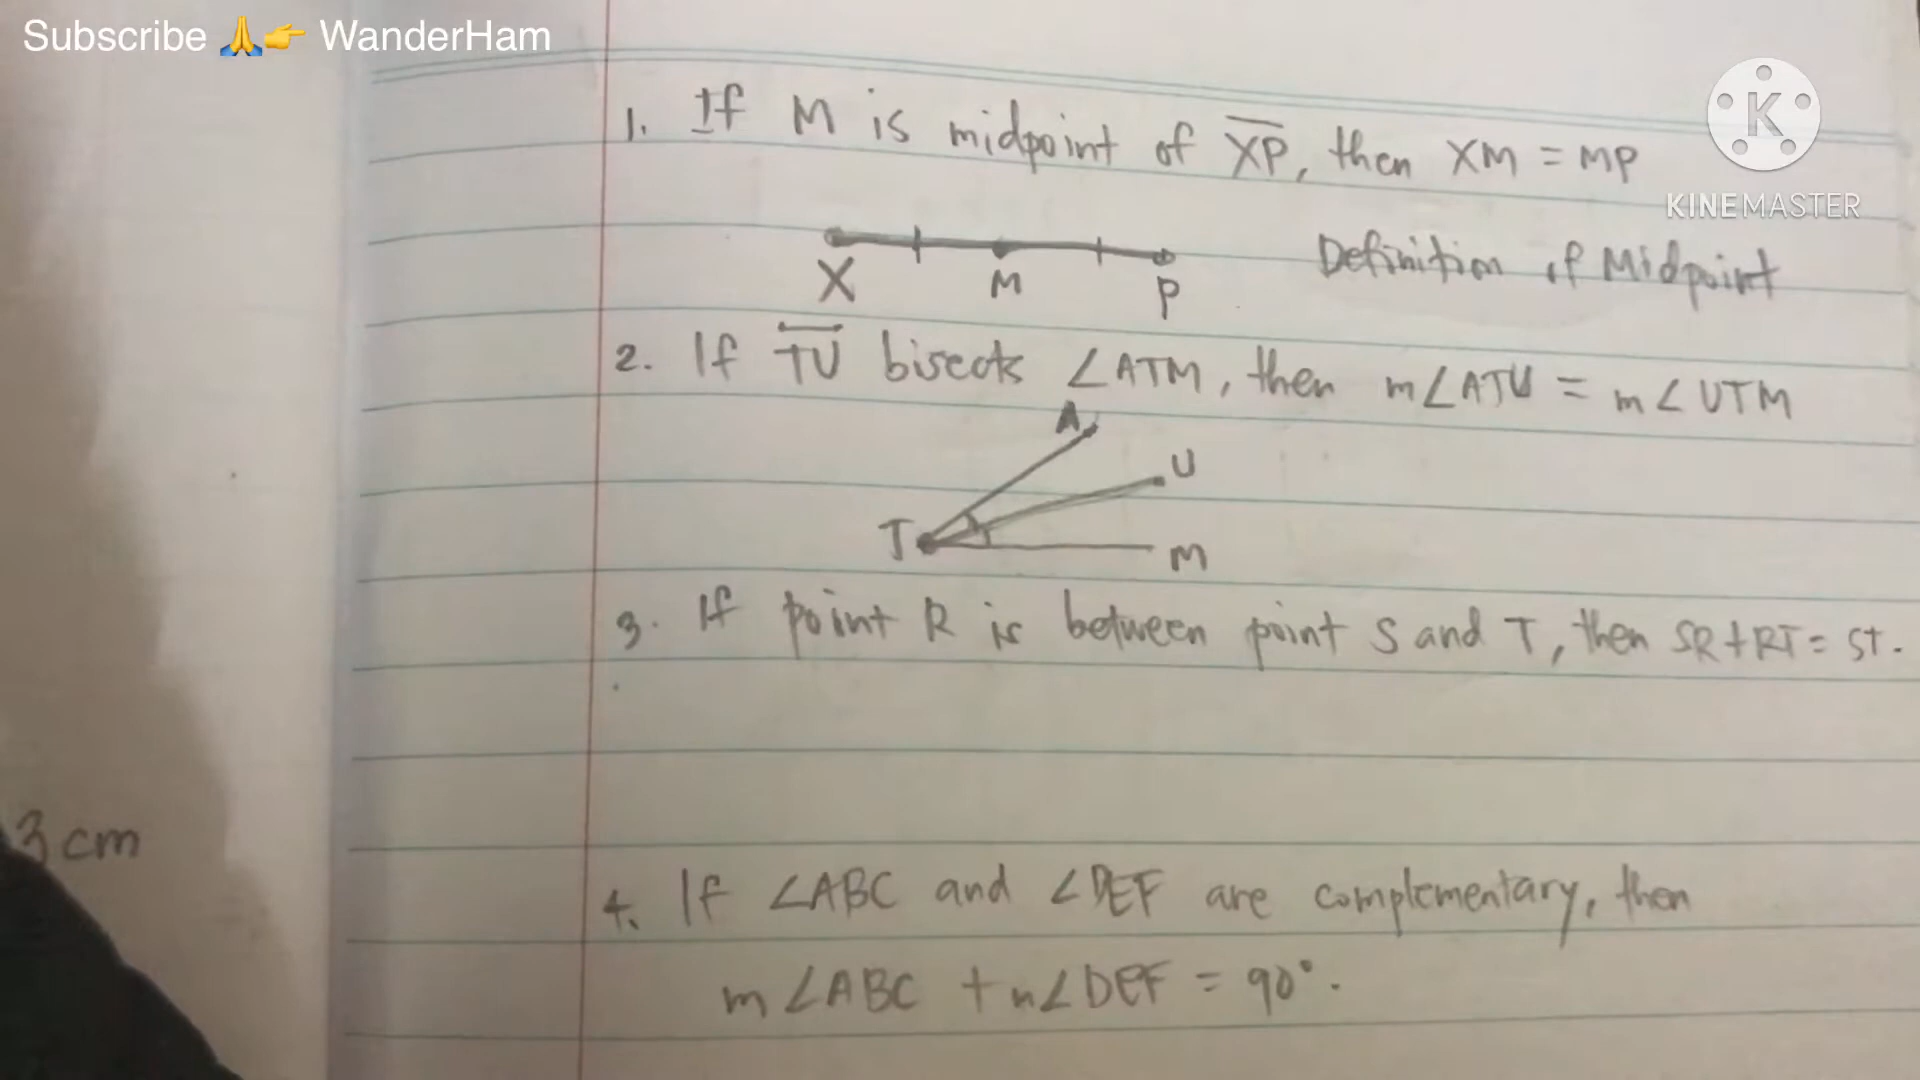 Subscribe 🙏👉 WanderHam
K
KINEMASTER
1. If M is midpoint of XP, then XM = MP
X M P
Definition of Midpoint
2. If TU bisects ∠ATM, then m∠ATU = m∠UTM
A
U
T
M
3. If point R is between point S and T, then SR+RT = ST.
3 cm
4. If ∠ABC and ∠DEF are complementary, then
m∠ABC + m∠DEF = 90°.